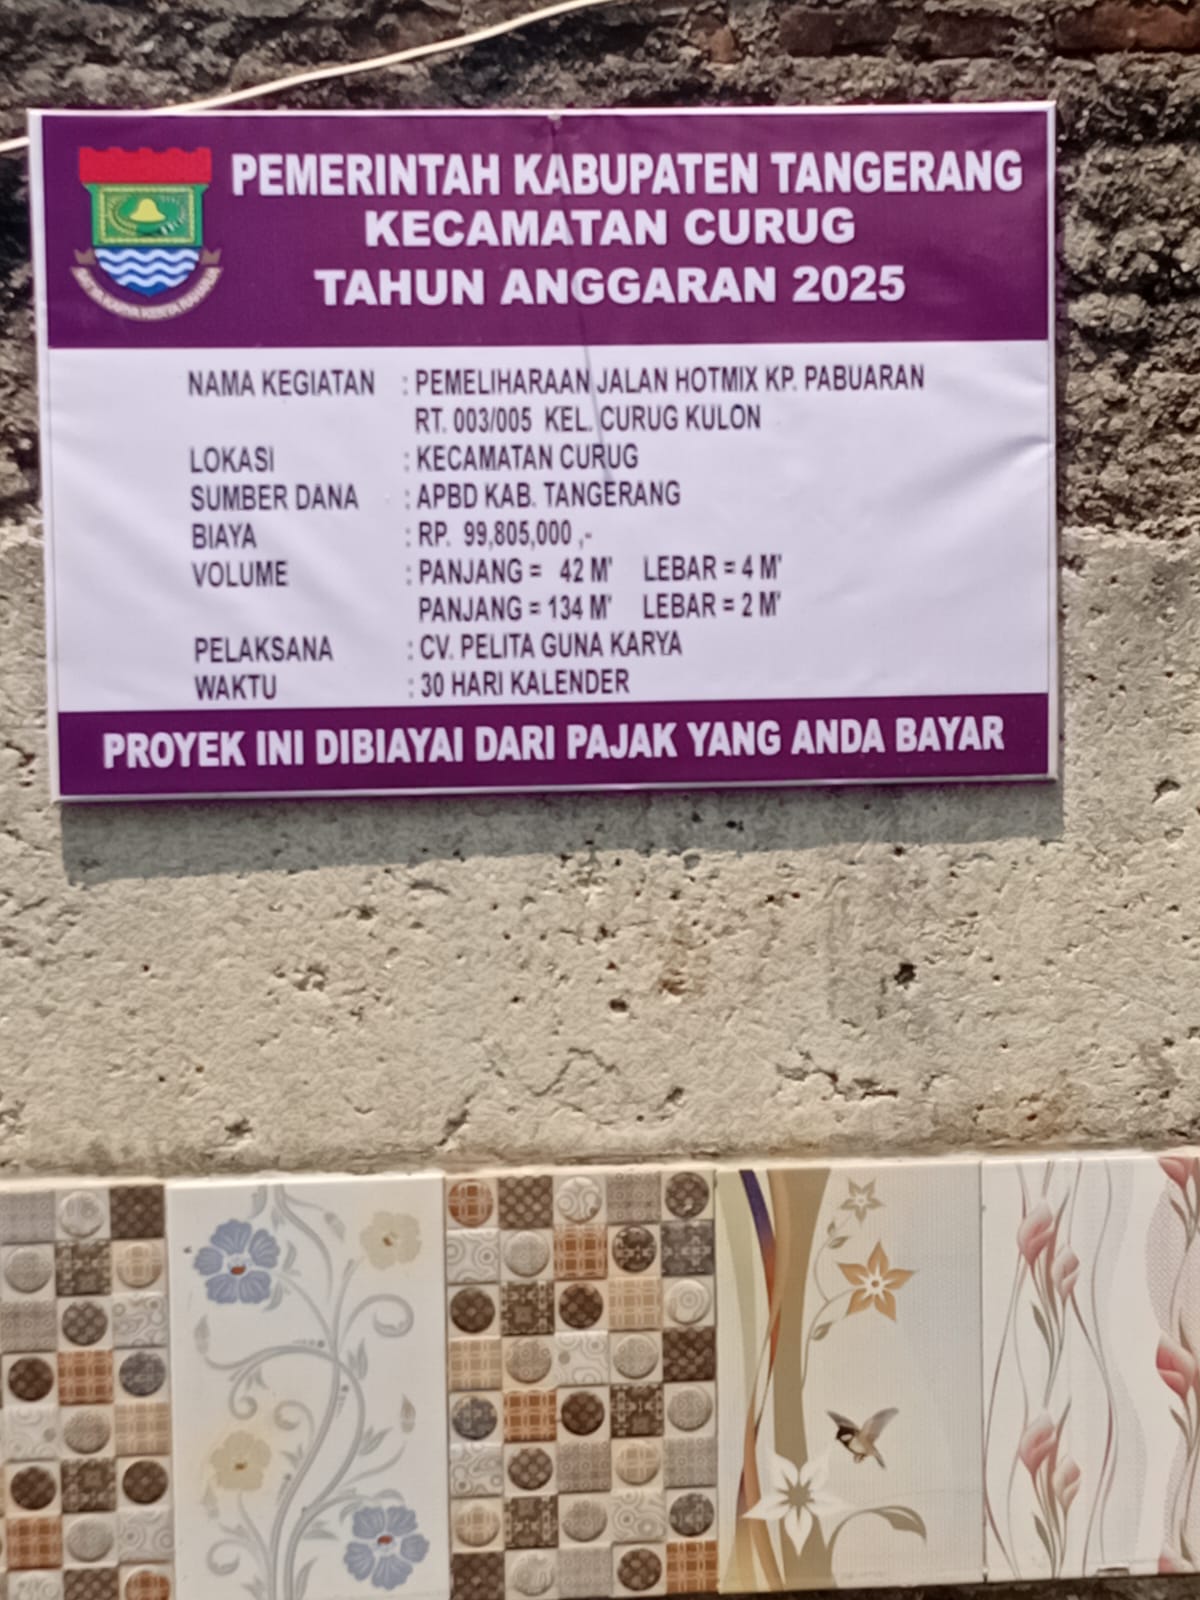 PEMERINTAH KABUPATEN TANGERANG
KECAMATAN CURUG
TAHUN ANGGARAN 2025
NAMA KEGIATAN : PEMELIHARAAN JALAN HOTMIX KP. PABUARAN
RT. 003/005 KEL. CURUG KULON
LOKASI : KECAMATAN CURUG
SUMBER DANA : APBD KAB. TANGERANG
BIAYA : RP. 99,805,000 ,-
VOLUME : PANJANG = 42 M' LEBAR = 4 M'
PANJANG = 134 M' LEBAR = 2 M'
PELAKSANA : CV. PELITA GUNA KARYA
WAKTU : 30 HARI KALENDER
PROYEK INI DIBIAYAI DARI PAJAK YANG ANDA BAYAR